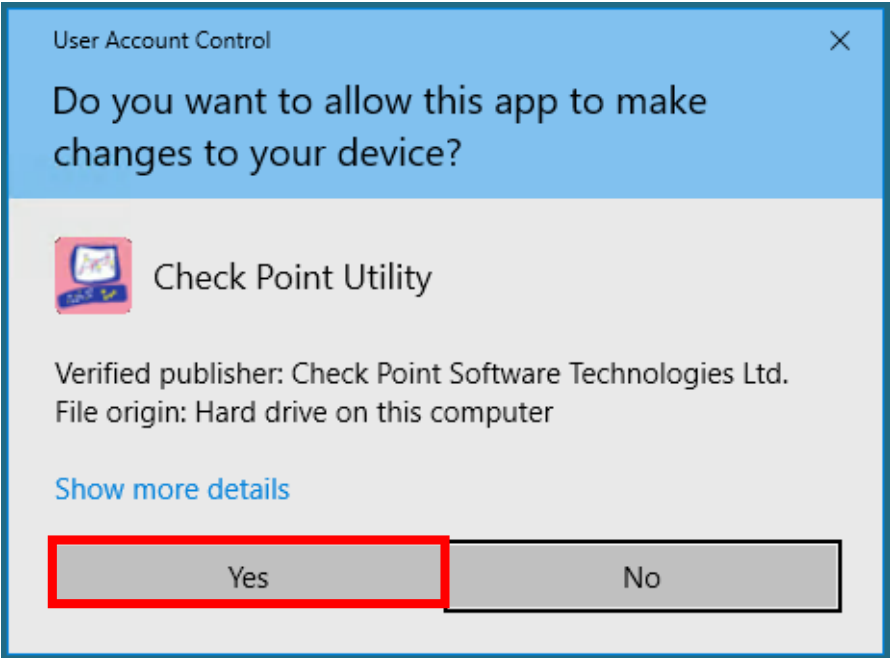 User Account Control
Do you want to allow this app to make
changes to your device?
Check Point Utility
Verified publisher: Check Point Software Technologies Ltd.
File origin: Hard drive on this computer
Show more details
Yes
No